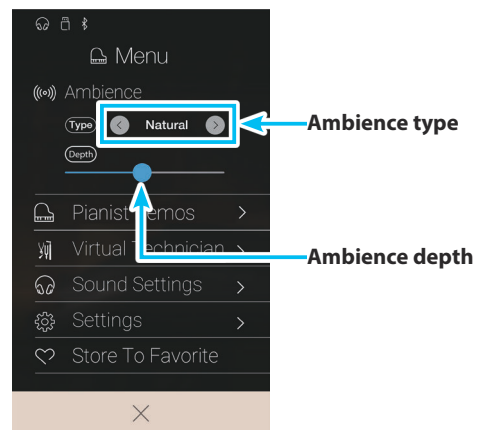 Menu
Ambience
Type
Natural
Ambience type
Depth
Pianist Demos
Virtual Technician
Ambience depth
Sound Settings
Settings
Store To Favorite